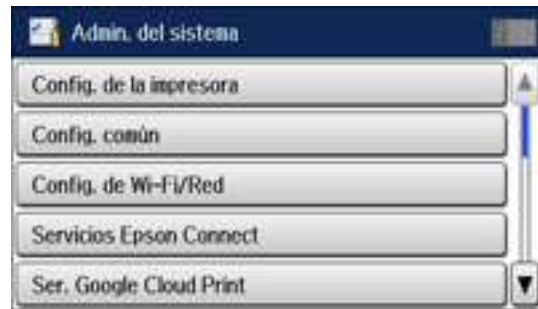 Admin. del sistema
Config. de la impresora
Config. común
Config. de Wi-Fi/Red
Servicios Epson Connect
Ser. Google Cloud Print